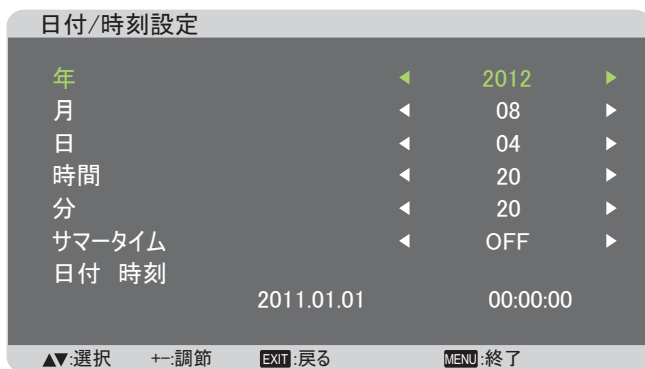 日付/時刻設定
年 ◀ 2012 ▶
月 ◀ 08 ▶
日 ◀ 04 ▶
時間 ◀ 20 ▶
分 ◀ 20 ▶
サマータイム ◀ OFF ▶
日付 時刻
2011.01.01 00:00:00
▲▼:選択 +-:調節 EXIT:戻る MENU:終了